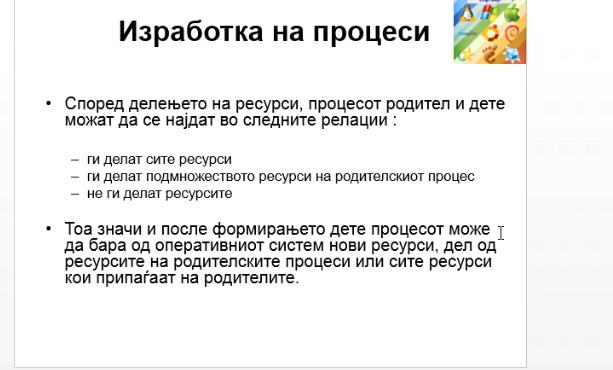 Изработка на процеси
• Според делењето на ресурси, процесот родител и дете
можат да се најдат во следните релации :
– ги делат сите ресурси
– ги делат подмножеството ресурси на родителскиот процес
– не ги делат ресурсите
• Тоа значи и после формирањето дете процесот може
да бара од оперативниот систем нови ресурси, дел од
ресурсите на родителските процеси или сите ресурси
кои припаѓаат на родителите.